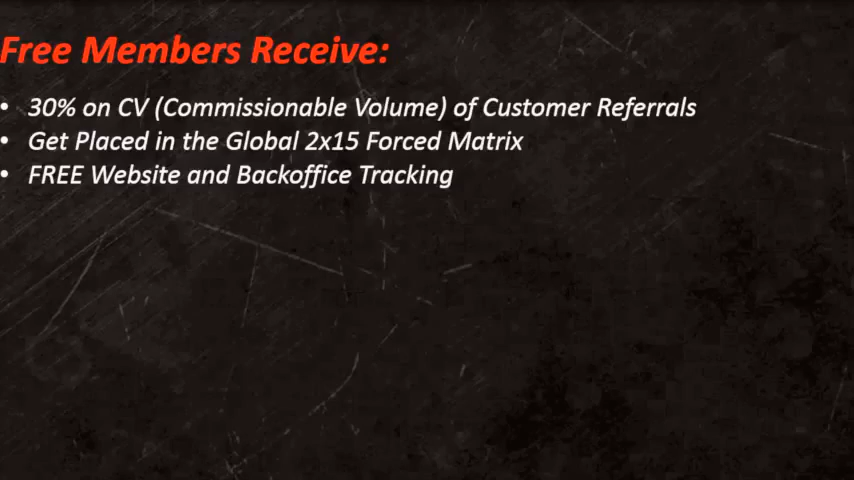 Free Members Receive:
• 30% on CV (Commissionable Volume) of Customer Referrals
• Get Placed in the Global 2x15 Forced Matrix
• FREE Website and Backoffice Tracking